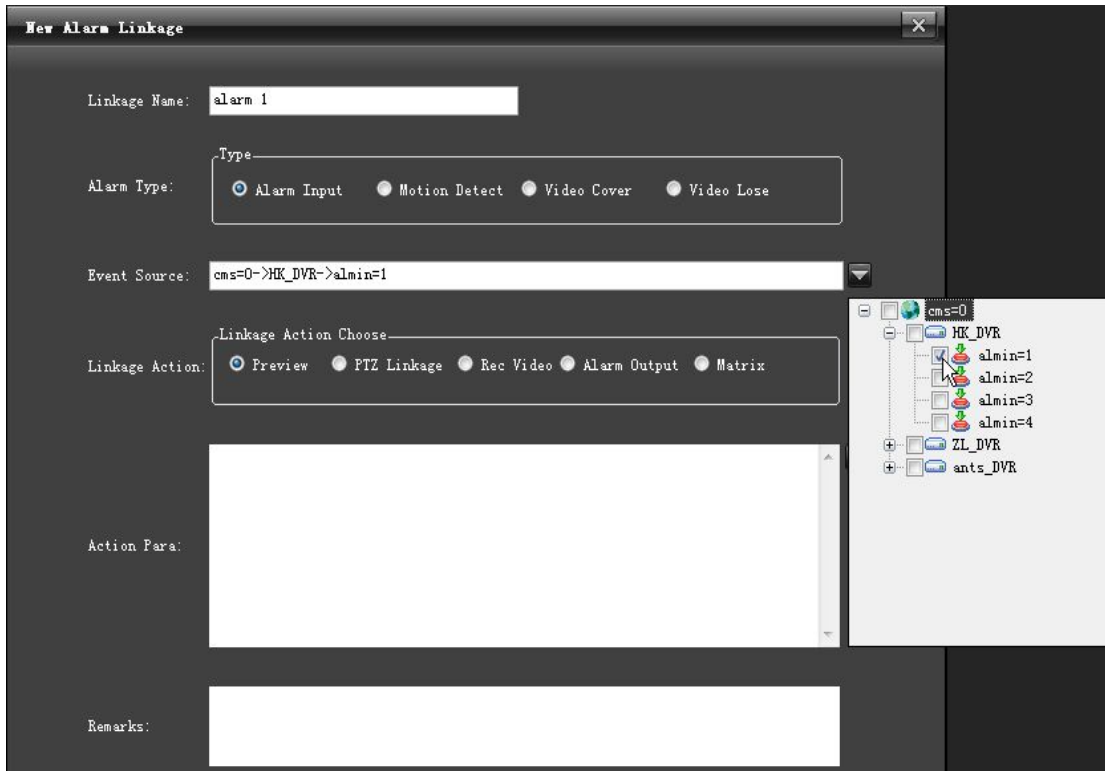 New Alarm Linkage
Linkage Name: alarm 1
Type
Alarm Type: Alarm Input Motion Detect Video Cover Video Lose
Event Source: cms=0->HK_DVR->almin=1
cms=0
HK_DVR
almin=1
almin=2
almin=3
almin=4
ZL_DVR
ants_DVR
Linkage Action Choose
Linkage Action: Preview PTZ Linkage Rec Video Alarm Output Matrix
Action Para:
Remarks: